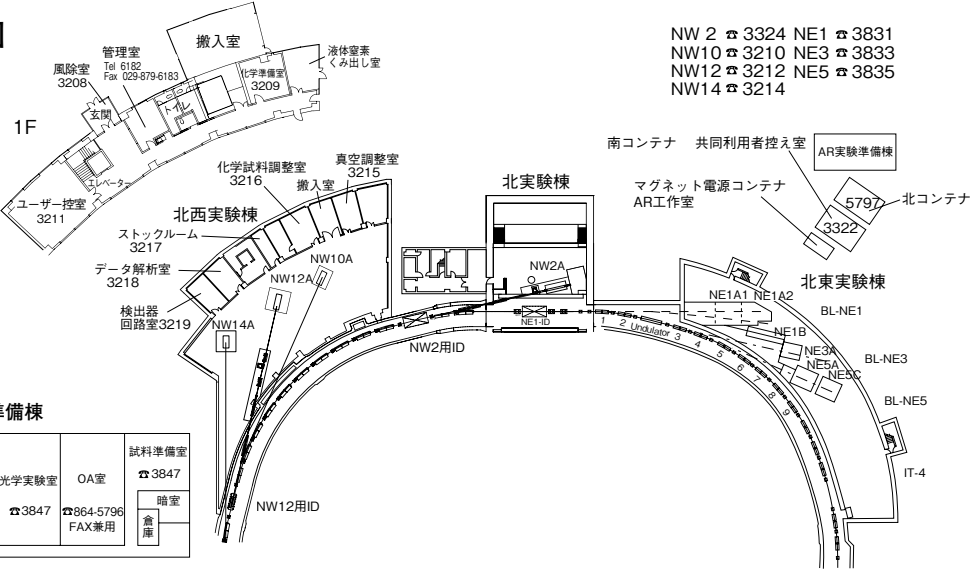 搬入室
液体窒素
くみ出し室
管理室
Tel 6182
Fax 029-879-6183
化学準備室
3209
風除室
3208
トイレ
玄関
1F
エレベーター
ユーザー控室
3211
NW 2 ☎ 3324 NE1 ☎ 3831
NW10 ☎ 3210 NE3 ☎ 3833
NW12 ☎ 3212 NE5 ☎ 3835
NW14 ☎ 3214
南コンテナ
共同利用者控え室
AR実験準備棟
マグネット電源コンテナ
AR工作室
5797
北コンテナ
3322
化学試料調整室
3216
搬入室
真空調整室
3215
北実験棟
北西実験棟
ストックルーム
3217
データ解析室
3218
検出器
回路室3219
NW10A
NW12A
NW14A
NW2A
北東実験棟
NE1A1
NE1A2
BL-NE1
NE1-ID
1 2 Undulator 3 4 5 6 7 8 9
NE1B
NE3A
BL-NE3
NE5A
NE5C
BL-NE5
IT-4
NW2用ID
NW12用ID
準備棟
光学実験室
☎3847
OA室
☎864-5796
FAX兼用
試料準備室
☎3847
暗室
倉庫